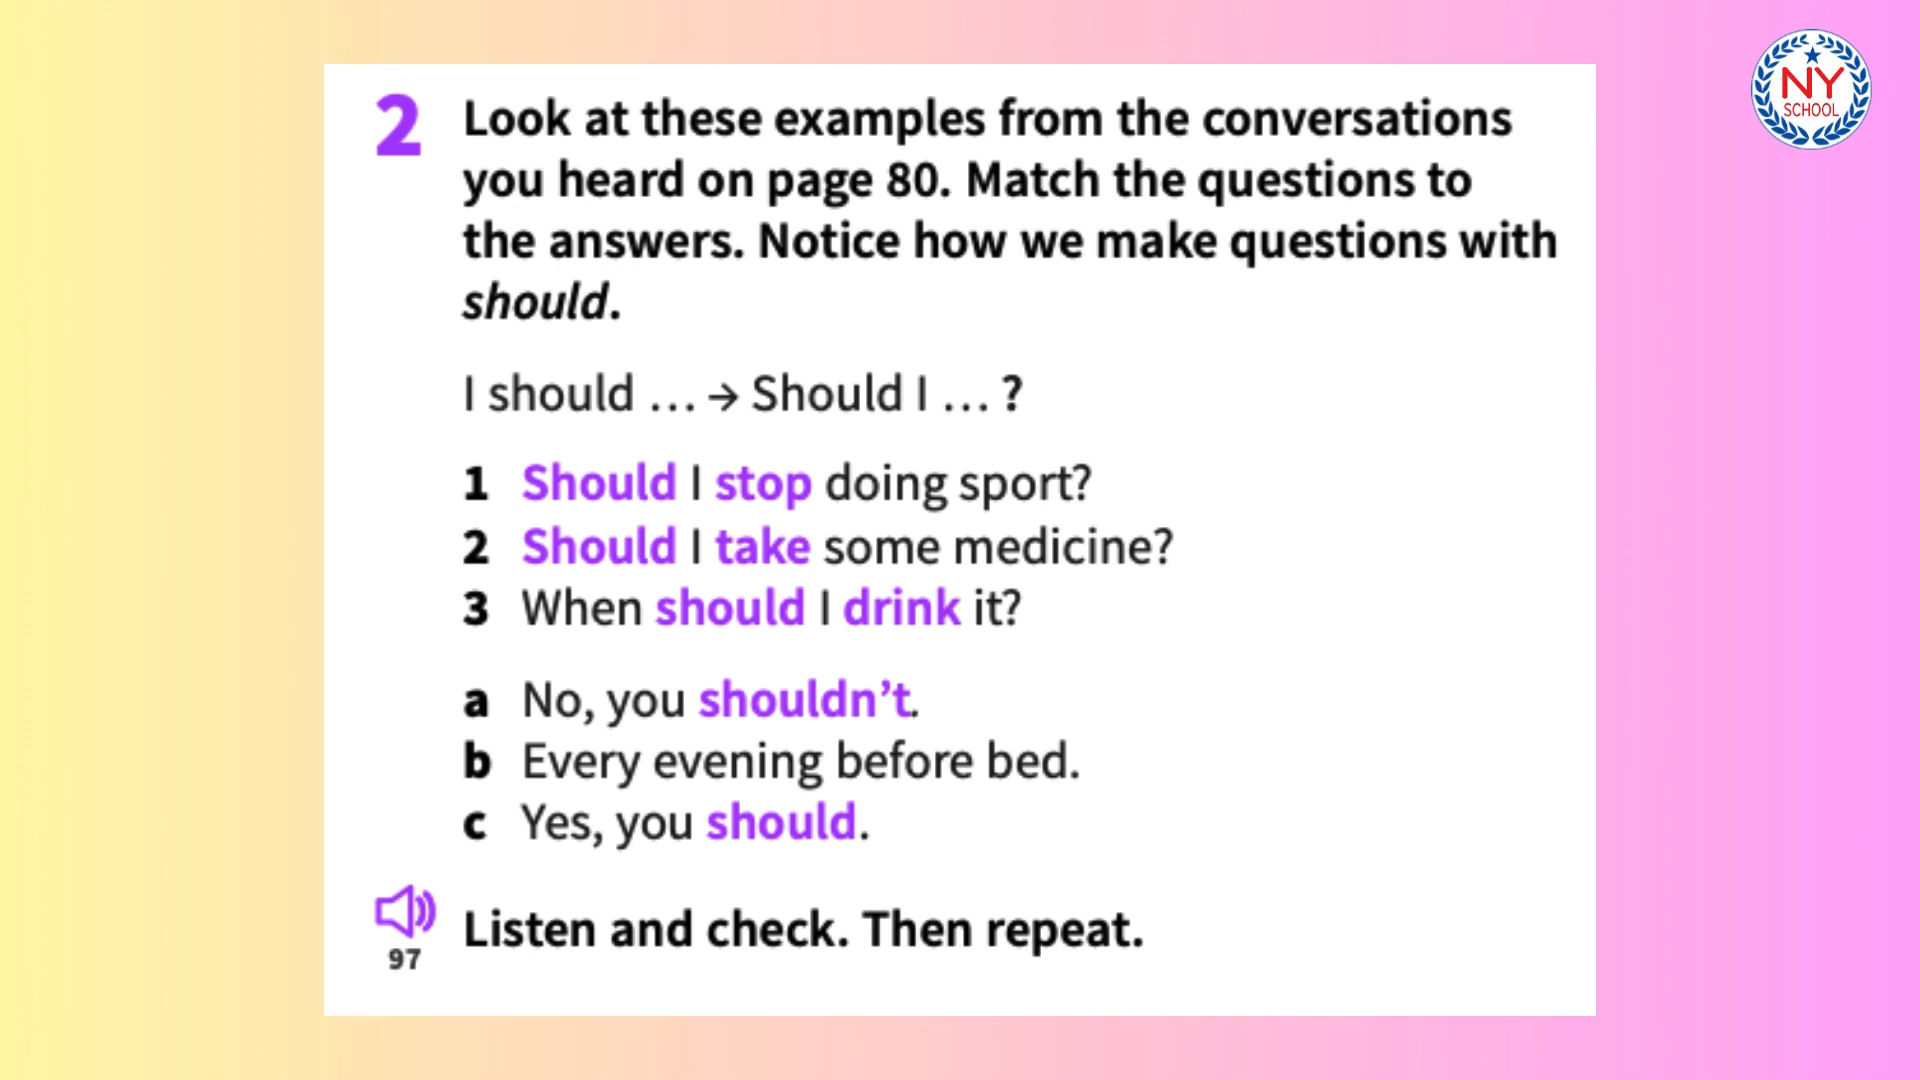 NY
SCHOOL
2 Look at these examples from the conversations
you heard on page 80. Match the questions to
the answers. Notice how we make questions with
should.
I should … → Should I … ?
1 Should I stop doing sport?
2 Should I take some medicine?
3 When should I drink it?
a No, you shouldn’t.
b Every evening before bed.
c Yes, you should.
Listen and check. Then repeat.
97